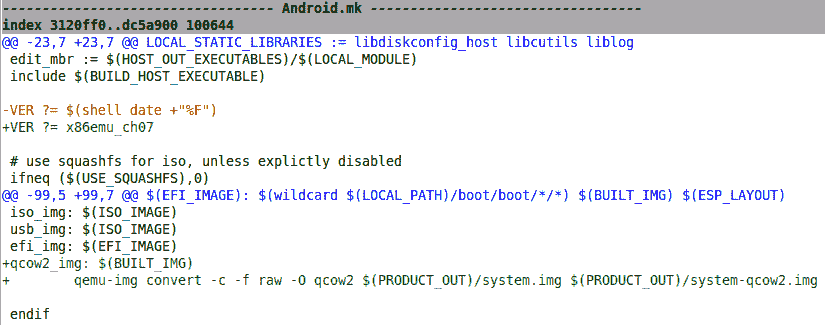 -------------------------------- Android.mk --------------------------------
index 3120ff0..dc5a900 100644
@@ -23,7 +23,7 @@ LOCAL_STATIC_LIBRARIES := libdiskconfig_host libcutils liblog
 edit_mbr := $(HOST_OUT_EXECUTABLES)/$(LOCAL_MODULE)
 include $(BUILD_HOST_EXECUTABLE)

-VER ?= $(shell date +"%F")
+VER ?= x86emu_ch07

 # use squashfs for iso, unless explictly disabled
 ifneq ($(USE_SQUASHFS),0)
@@ -99,5 +99,7 @@ $(EFI_IMAGE): $(wildcard $(LOCAL_PATH)/boot/boot/*/*) $(BUILT_IMG) $(ESP_LAYOUT)
 iso_img: $(ISO_IMAGE)
 usb_img: $(ISO_IMAGE)
 efi_img: $(EFI_IMAGE)
+qcow2_img: $(BUILT_IMG)
+        qemu-img convert -c -f raw -O qcow2 $(PRODUCT_OUT)/system.img $(PRODUCT_OUT)/system-qcow2.img

 endif